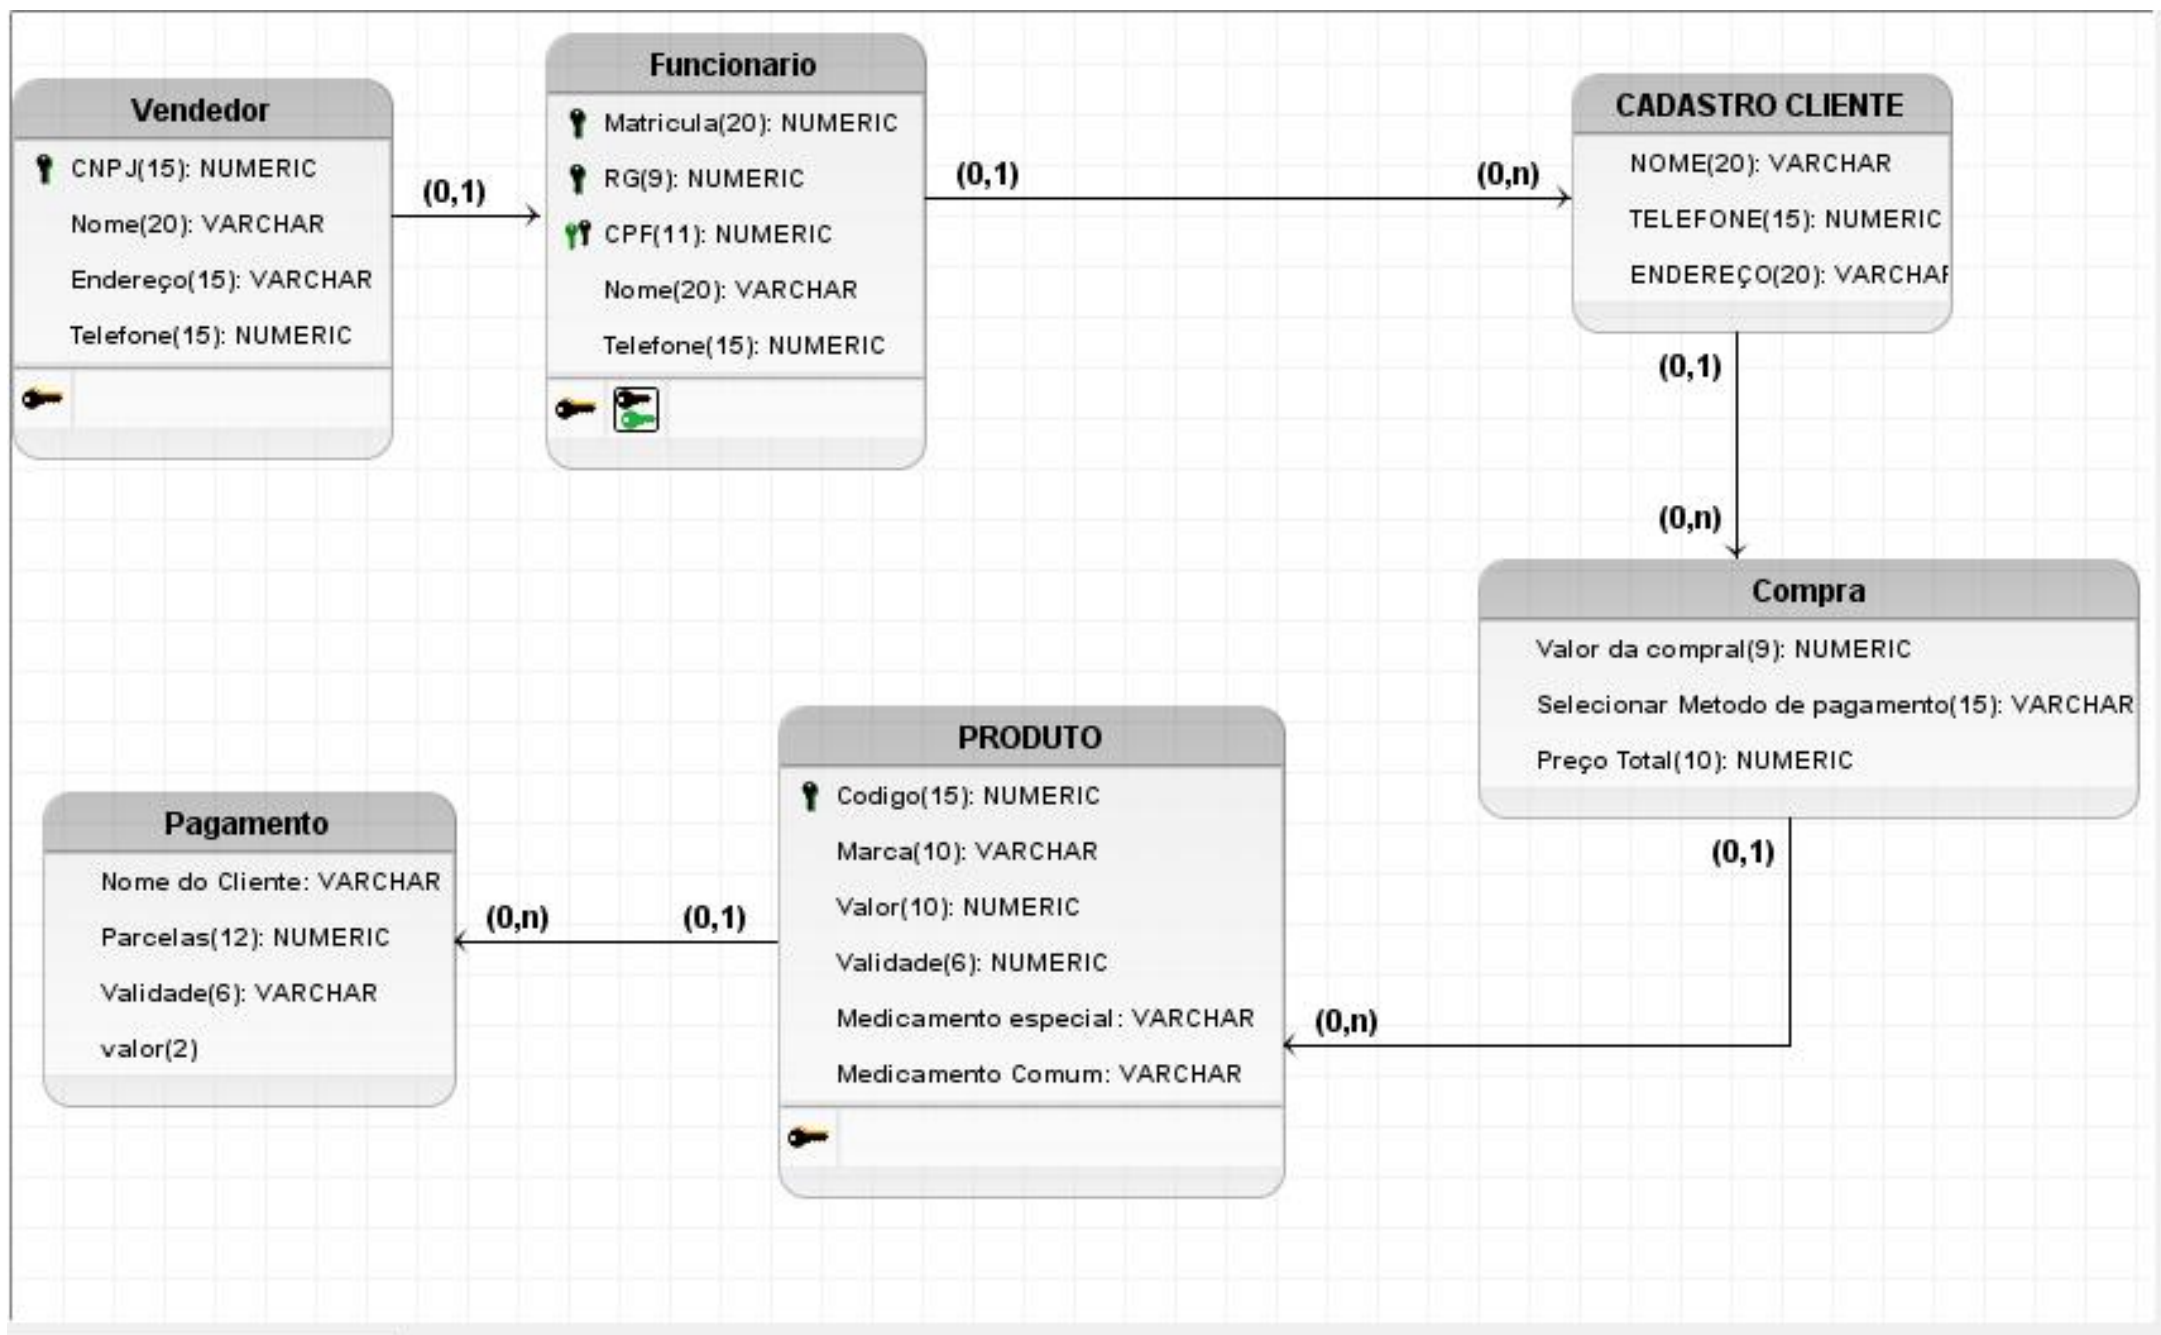 Vendedor
CNPJ(15): NUMERIC
Nome(20): VARCHAR
Endereço(15): VARCHAR
Telefone(15): NUMERIC
(0,1)
Funcionario
Matricula(20): NUMERIC
RG(9): NUMERIC
CPF(11): NUMERIC
Nome(20): VARCHAR
Telefone(15): NUMERIC
(0,1)
(0,n)
CADASTRO CLIENTE
NOME(20): VARCHAR
TELEFONE(15): NUMERIC
ENDEREÇO(20): VARCHAR
(0,1)
(0,n)
Compra
Valor da compral(9): NUMERIC
Selecionar Metodo de pagamento(15): VARCHAR
Preço Total(10): NUMERIC
(0,1)
(0,n)
PRODUTO
Codigo(15): NUMERIC
Marca(10): VARCHAR
Valor(10): NUMERIC
Validade(6): NUMERIC
Medicamento especial: VARCHAR
Medicamento Comum: VARCHAR
(0,1)
(0,n)
Pagamento
Nome do Cliente: VARCHAR
Parcelas(12): NUMERIC
Validade(6): VARCHAR
valor(2)